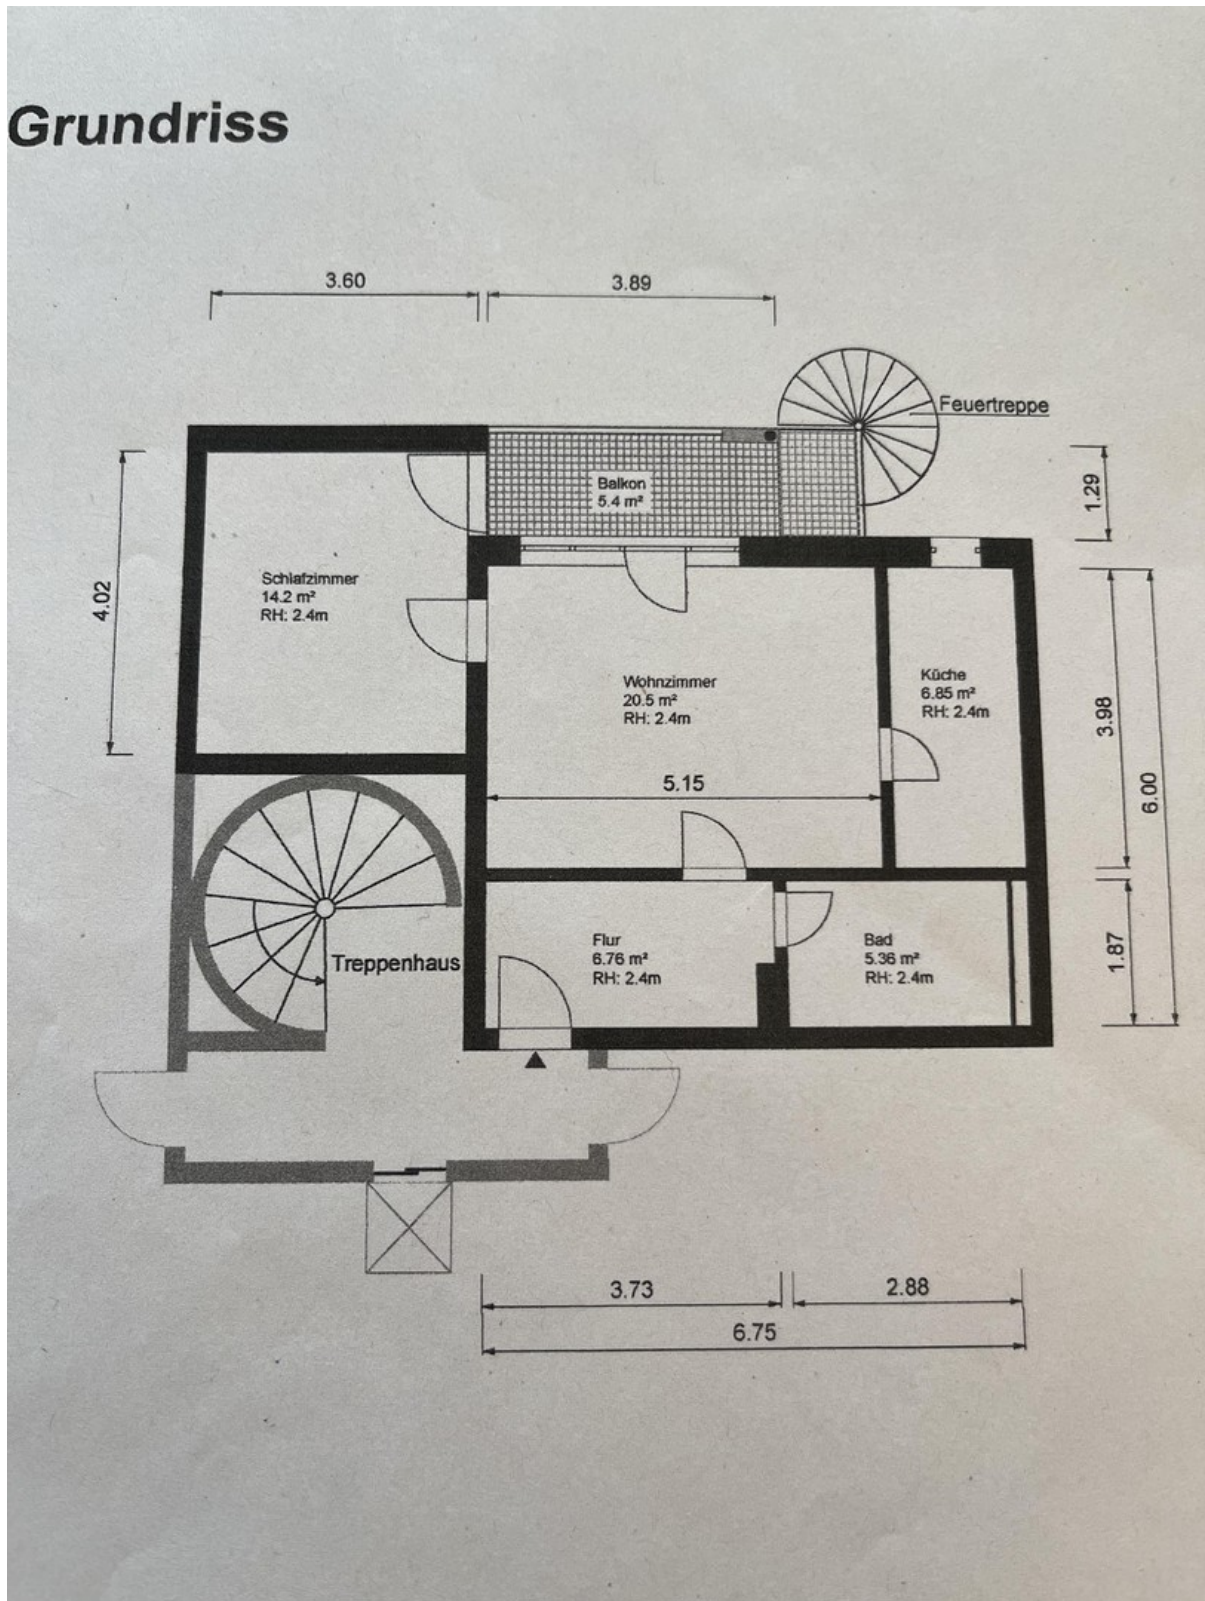 Grundriss
3.60
3.89
Feuertreppe
Balkon
5.4 m²
1.29
Schlafzimmer
14.2 m²
RH: 2.4m
4.02
Wohnzimmer
20.5 m²
RH: 2.4m
Küche
6.85 m²
RH: 2.4m
3.98
5.15
6.00
Treppenhaus
Flur
6.76 m²
RH: 2.4m
Bad
5.36 m²
RH: 2.4m
1.87
3.73
2.88
6.75